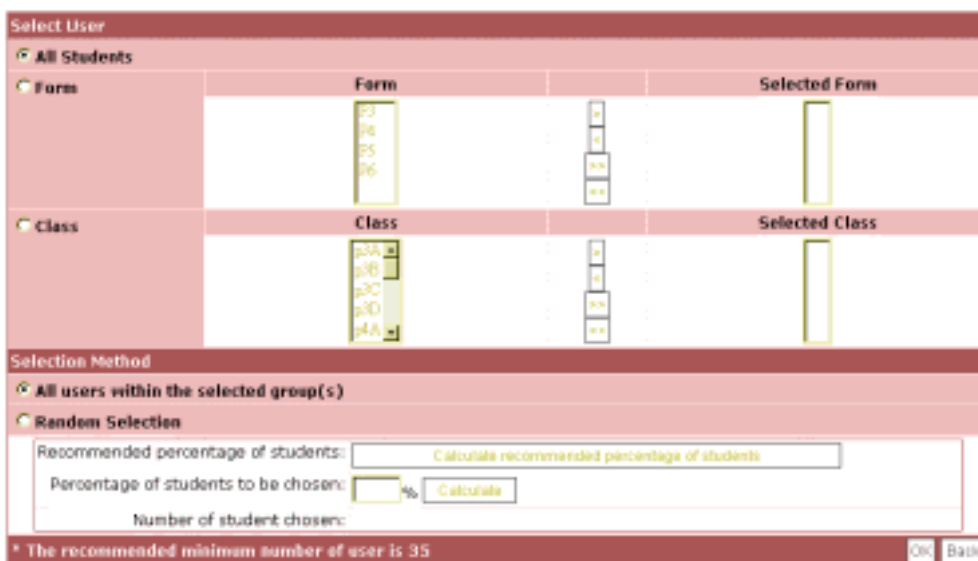 Select User
All Students
Form
Form
Selected Form
P3
P4
P5
P6
>
<
>>
<<
Class
Class
Selected Class
p3A
p3B
p3C
p3D
p4A
>
<
>>
<<
Selection Method
All users within the selected group(s)
Random Selection
Recommended percentage of students: Calculate recommended percentage of students
Percentage of students to be chosen: % Calculate
Number of student chosen:
* The recommended minimum number of user is 35
OK Back